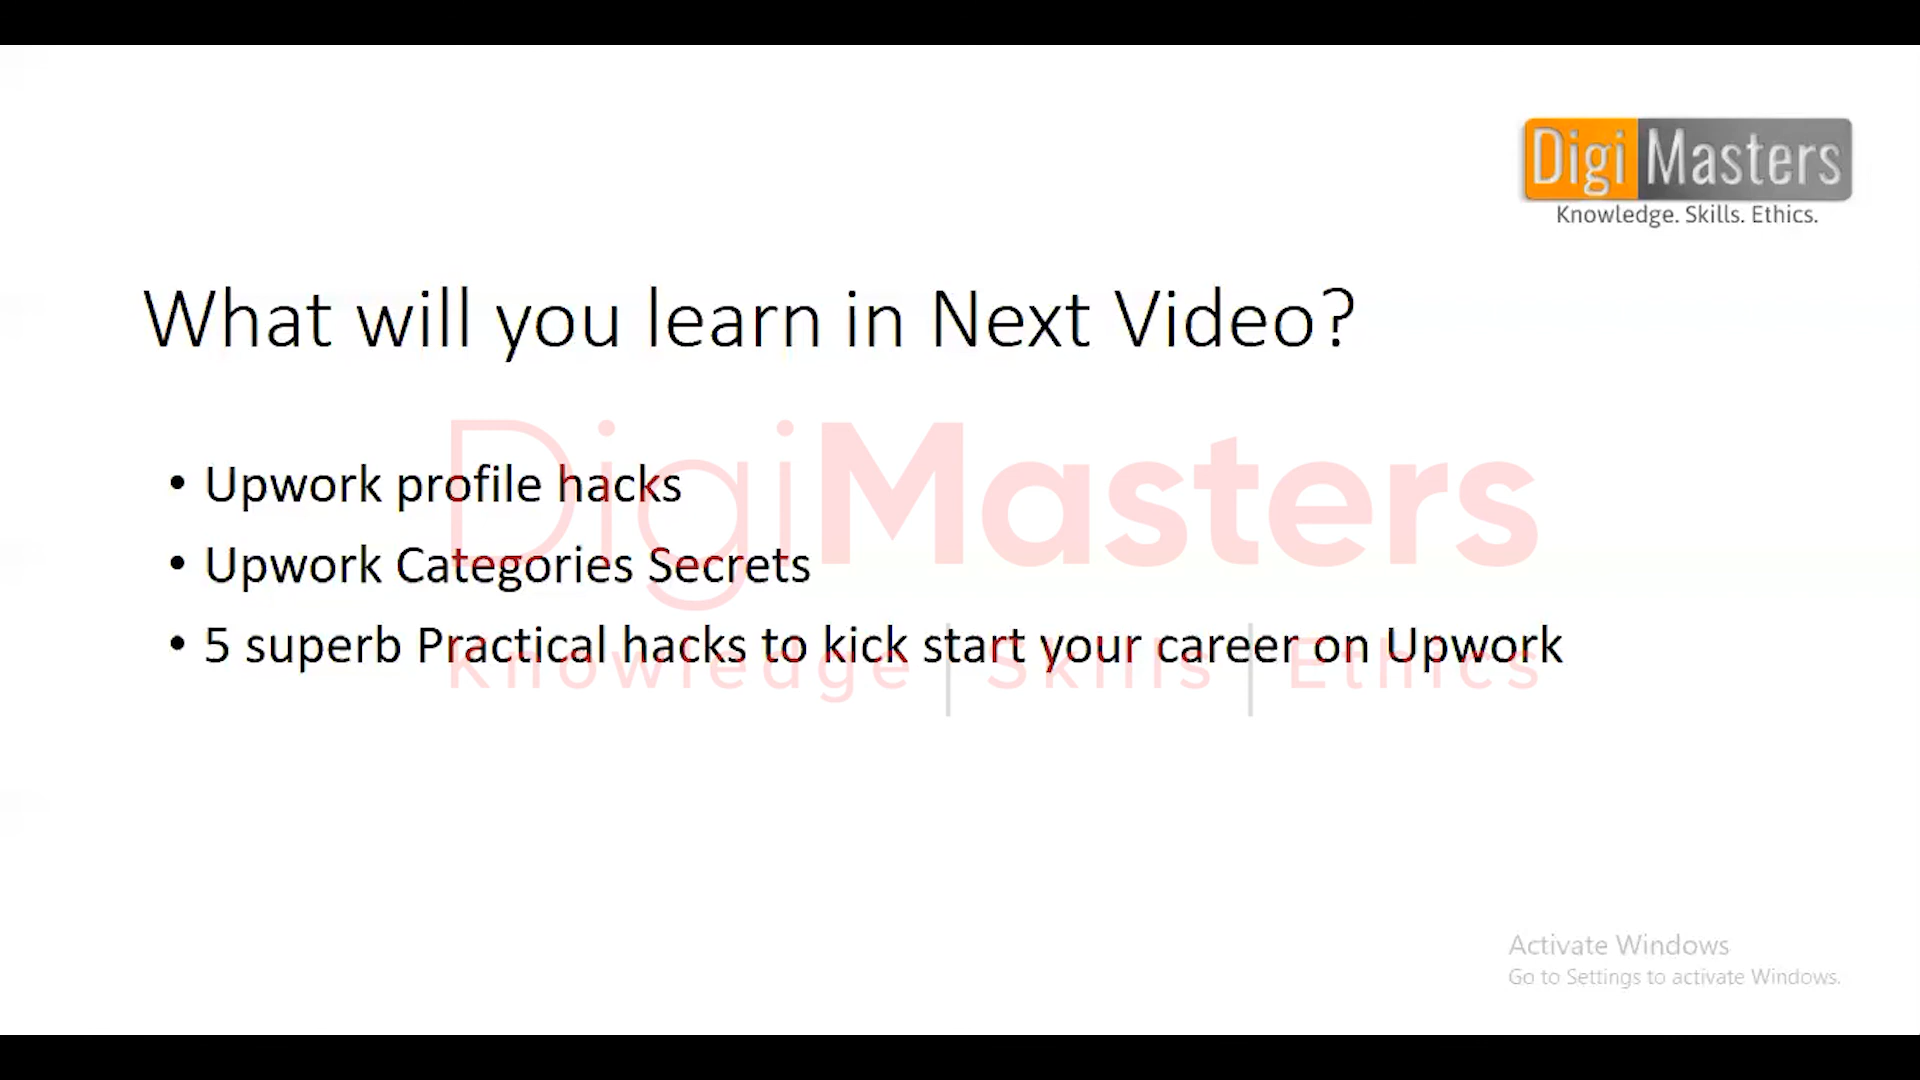 Digi Masters
Knowledge. Skills. Ethics.
What will you learn in Next Video?
DigiMasters
• Upwork profile hacks
• Upwork Categories Secrets
• 5 superb Practical hacks to kick start your career on Upwork
Knowledge | Skills | Ethics
Activate Windows
Go to Settings to activate Windows.